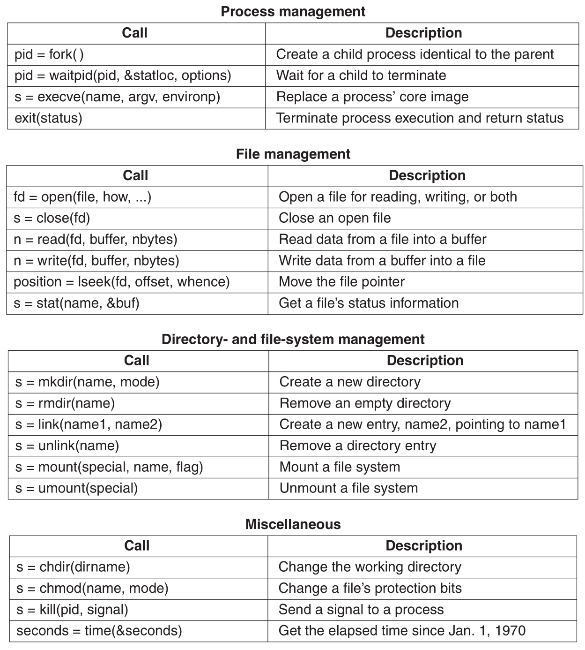 Process management
Call Description
pid = fork( ) Create a child process identical to the parent
pid = waitpid(pid, &statloc, options) Wait for a child to terminate
s = execve(name, argv, environp) Replace a process' core image
exit(status) Terminate process execution and return status
File management
Call Description
fd = open(file, how, ...) Open a file for reading, writing, or both
s = close(fd) Close an open file
n = read(fd, buffer, nbytes) Read data from a file into a buffer
n = write(fd, buffer, nbytes) Write data from a buffer into a file
position = lseek(fd, offset, whence) Move the file pointer
s = stat(name, &buf) Get a file's status information
Directory- and file-system management
Call Description
s = mkdir(name, mode) Create a new directory
s = rmdir(name) Remove an empty directory
s = link(name1, name2) Create a new entry, name2, pointing to name1
s = unlink(name) Remove a directory entry
s = mount(special, name, flag) Mount a file system
s = umount(special) Unmount a file system
Miscellaneous
Call Description
s = chdir(dirname) Change the working directory
s = chmod(name, mode) Change a file's protection bits
s = kill(pid, signal) Send a signal to a process
seconds = time(&seconds) Get the elapsed time since Jan. 1, 1970